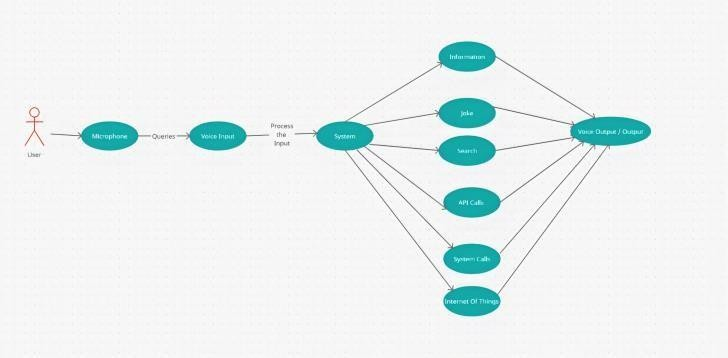 User
Microphone
Queries
Voice Input
Process
the
Input
System
Information
Joke
Search
API Calls
System Calls
Internet Of Things
Voice Output / Output